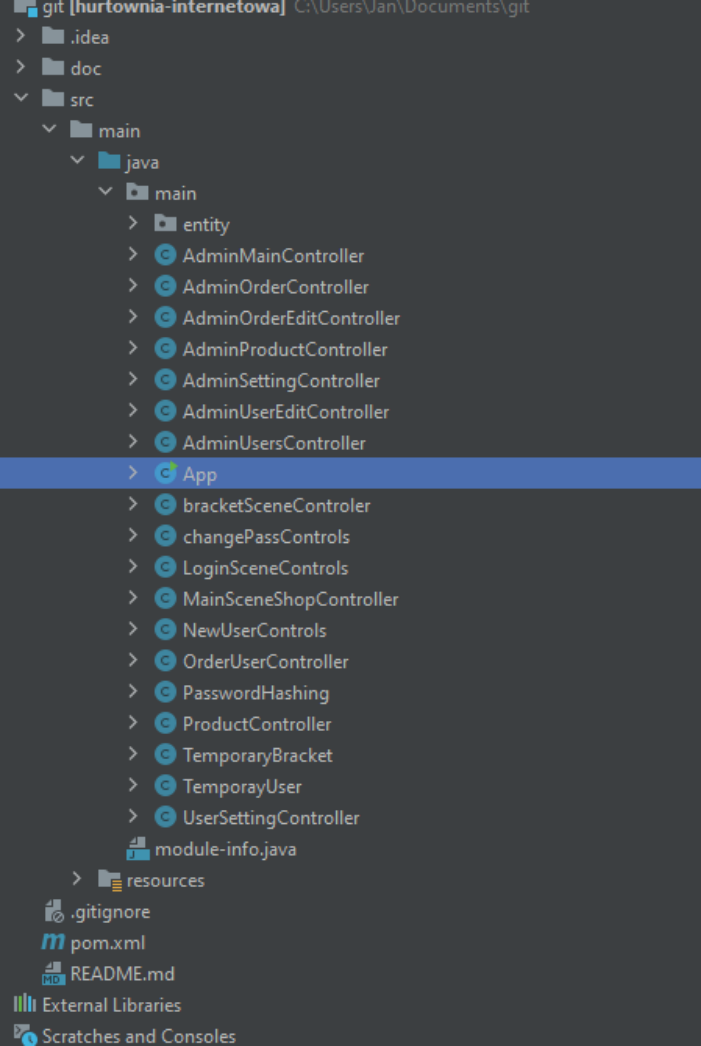 git [hurtownia-internetowa] C:\Users\Jan\Documents\git
.idea
doc
src
main
java
main
entity
AdminMainController
AdminOrderController
AdminOrderEditController
AdminProductController
AdminSettingController
AdminUserEditController
AdminUsersController
App
bracketSceneControler
changePassControls
LoginSceneControls
MainSceneShopController
NewUserControls
OrderUserController
PasswordHashing
ProductController
TemporaryBracket
TemporayUser
UserSettingController
module-info.java
resources
.gitignore
pom.xml
README.md
External Libraries
Scratches and Consoles